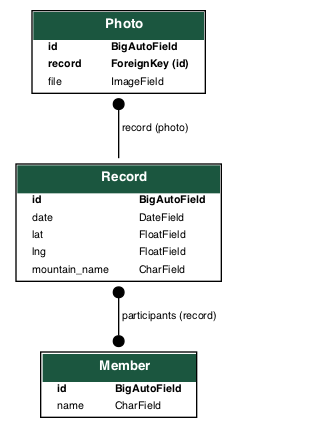 Photo
id BigAutoField
record ForeignKey (id)
file ImageField
record (photo)
Record
id BigAutoField
date DateField
lat FloatField
lng FloatField
mountain_name CharField
participants (record)
Member
id BigAutoField
name CharField